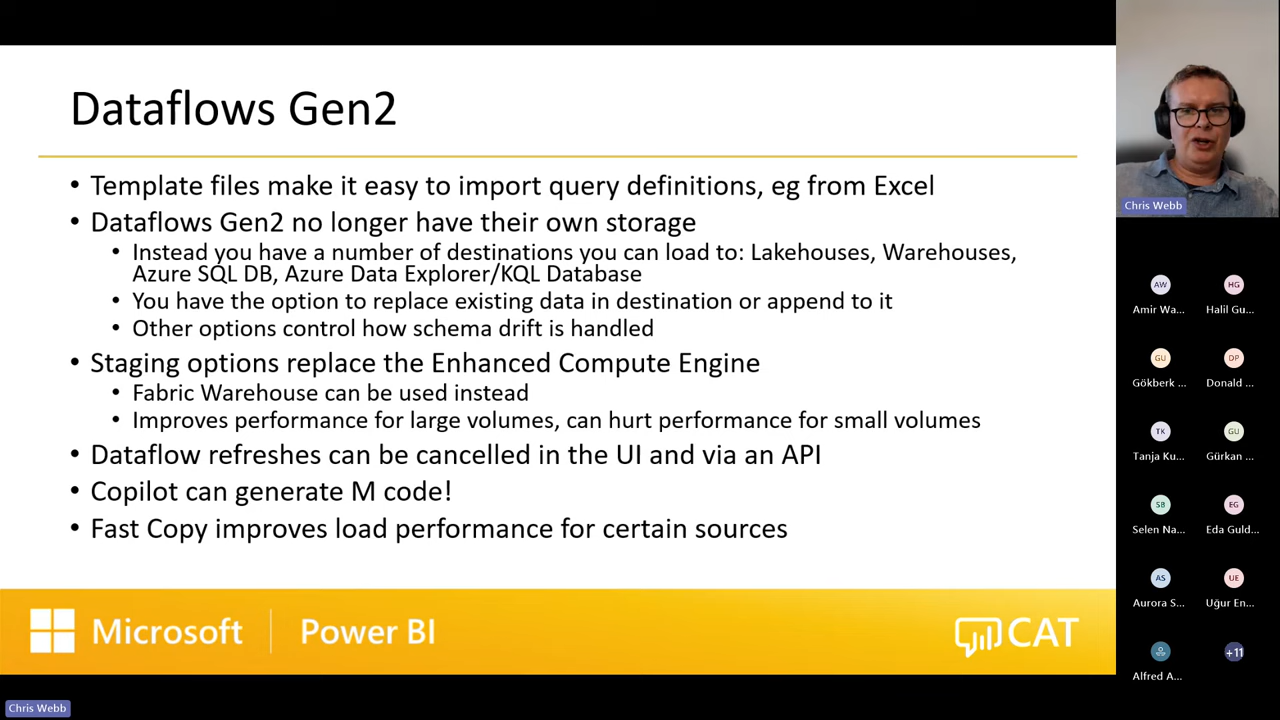 Dataflows Gen2
• Template files make it easy to import query definitions, eg from Excel
• Dataflows Gen2 no longer have their own storage
• Instead you have a number of destinations you can load to: Lakehouses, Warehouses,
Azure SQL DB, Azure Data Explorer/KQL Database
• You have the option to replace existing data in destination or append to it
• Other options control how schema drift is handled
• Staging options replace the Enhanced Compute Engine
• Fabric Warehouse can be used instead
• Improves performance for large volumes, can hurt performance for small volumes
• Dataflow refreshes can be cancelled in the UI and via an API
• Copilot can generate M code!
• Fast Copy improves load performance for certain sources
Microsoft
Power BI
CAT
Chris Webb
AW
HG
Amir Wa...
Halil Gu...
GU
DP
Gökberk ...
Donald ...
TK
GU
Tanja Ku...
Gürkan ...
SB
EG
Selen Na...
Eda Guld...
AS
UE
Aurora S...
Uğur En...
+11
Alfred A...
Chris Webb